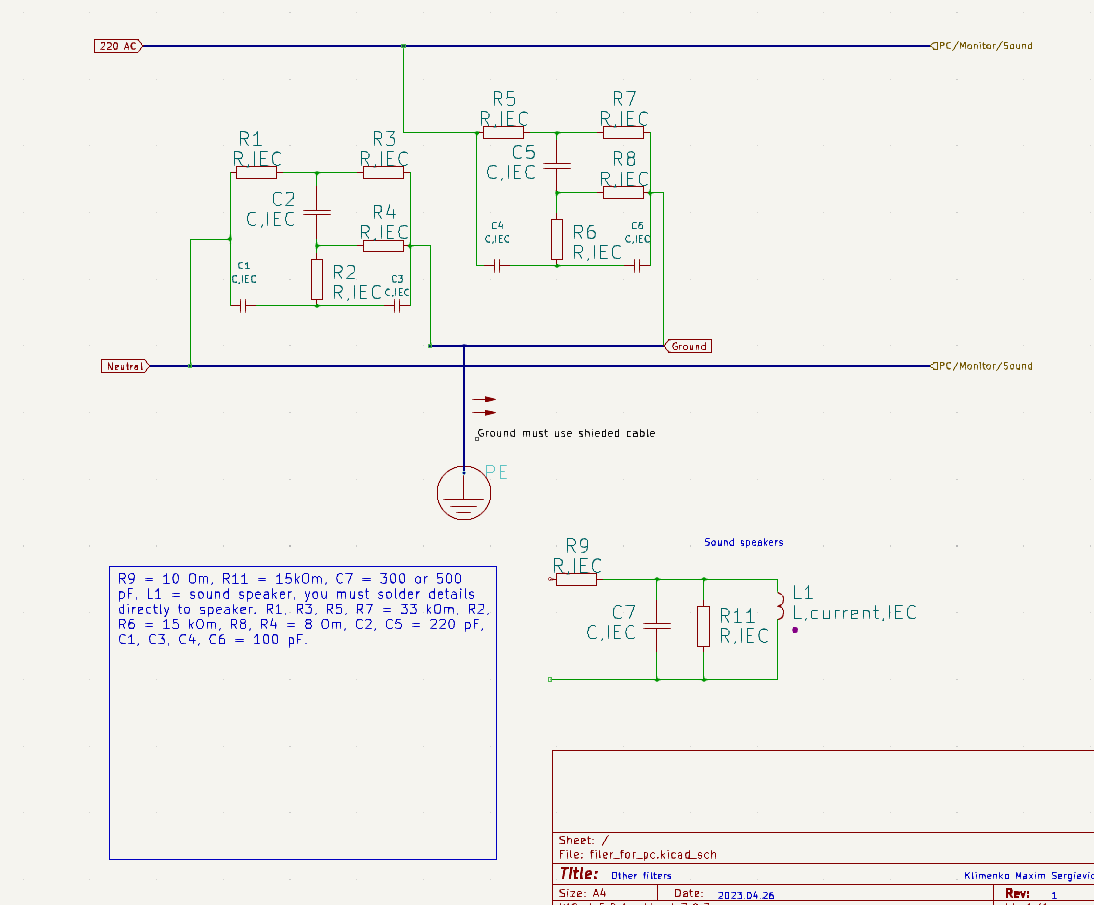 220 AC
PC/Monitor/Sound
R5
R,IEC
R7
R,IEC
R1
R,IEC
R3
R,IEC
C5
C,IEC
R8
R,IEC
C2
C,IEC
R4
R,IEC
C4
C,IEC
R6
R,IEC
C6
C,IEC
C1
C,IEC
R2
R,IEC
C3
C,IEC
Ground
Neutral
PC/Monitor/Sound
Ground must use shieded cable
PE
Sound speakers
R9
R,IEC
C7
C,IEC
R11
R,IEC
L1
L,current,IEC
R9 = 10 Om, R11 = 15kOm, C7 = 300 or 500
pF, L1 = sound speaker, you must solder details
directly to speaker. R1, R3, R5, R7 = 33 kOm, R2,
R6 = 15 kOm, R8, R4 = 8 Om, C2, C5 = 220 pF,
C1, C3, C4, C6 = 100 pF.
Sheet: /
File: filer_for_pc.kicad_sch
Title: Other filters
Klimenko Maxim Sergievic
Size: A4
Date: 2023.04.26
Rev: 1